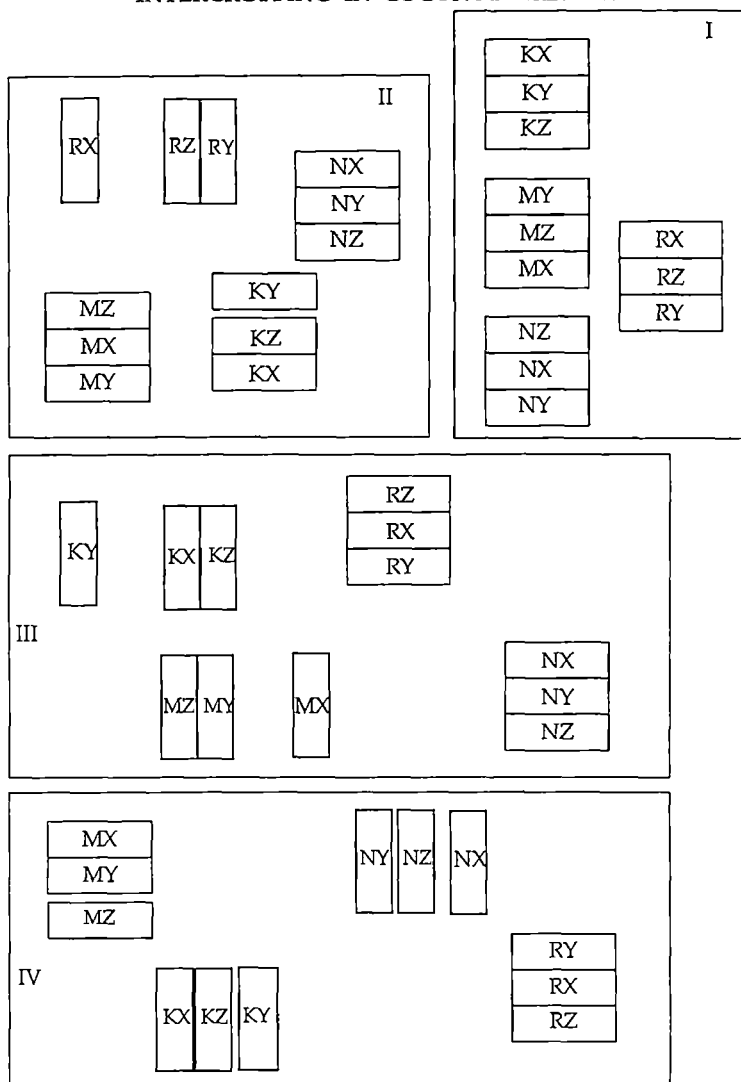 I
KX
KY
KZ
MY
MZ
MX
RX
RZ
RY
NZ
NX
NY
II
RX RZ RY
NX
NY
NZ
KY
KZ
KX
MZ
MX
MY
III
KY KX KZ
RZ
RX
RY
MZ MY MX
NX
NY
NZ
IV
MX
MY
MZ
NY NZ NX
RY
RX
RZ
KX KZ KY